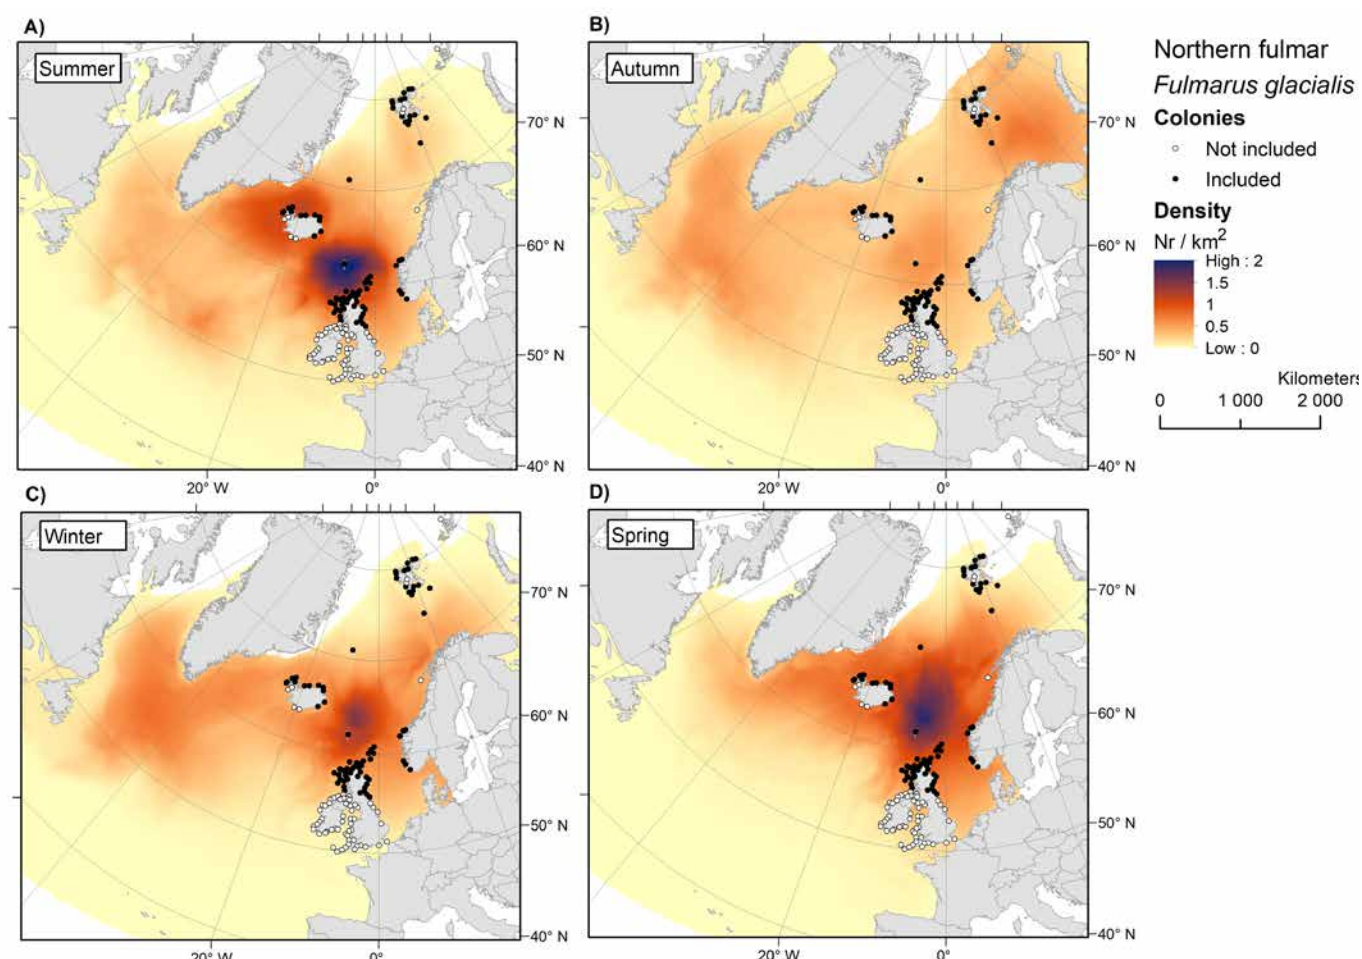 A)
Summer
70° N
60° N
50° N
40° N
20° W
0°
B)
Autumn
70° N
60° N
50° N
40° N
20° W
0°
Northern fulmar
Fulmarus glacialis
Colonies
Not included
Included
Density
Nr / km²
High : 2
1.5
1
0.5
Low : 0
Kilometers
0 1 000 2 000
C)
Winter
70° N
60° N
50° N
40° N
20° W
0°
D)
Spring
70° N
60° N
50° N
40° N
20° W
0°